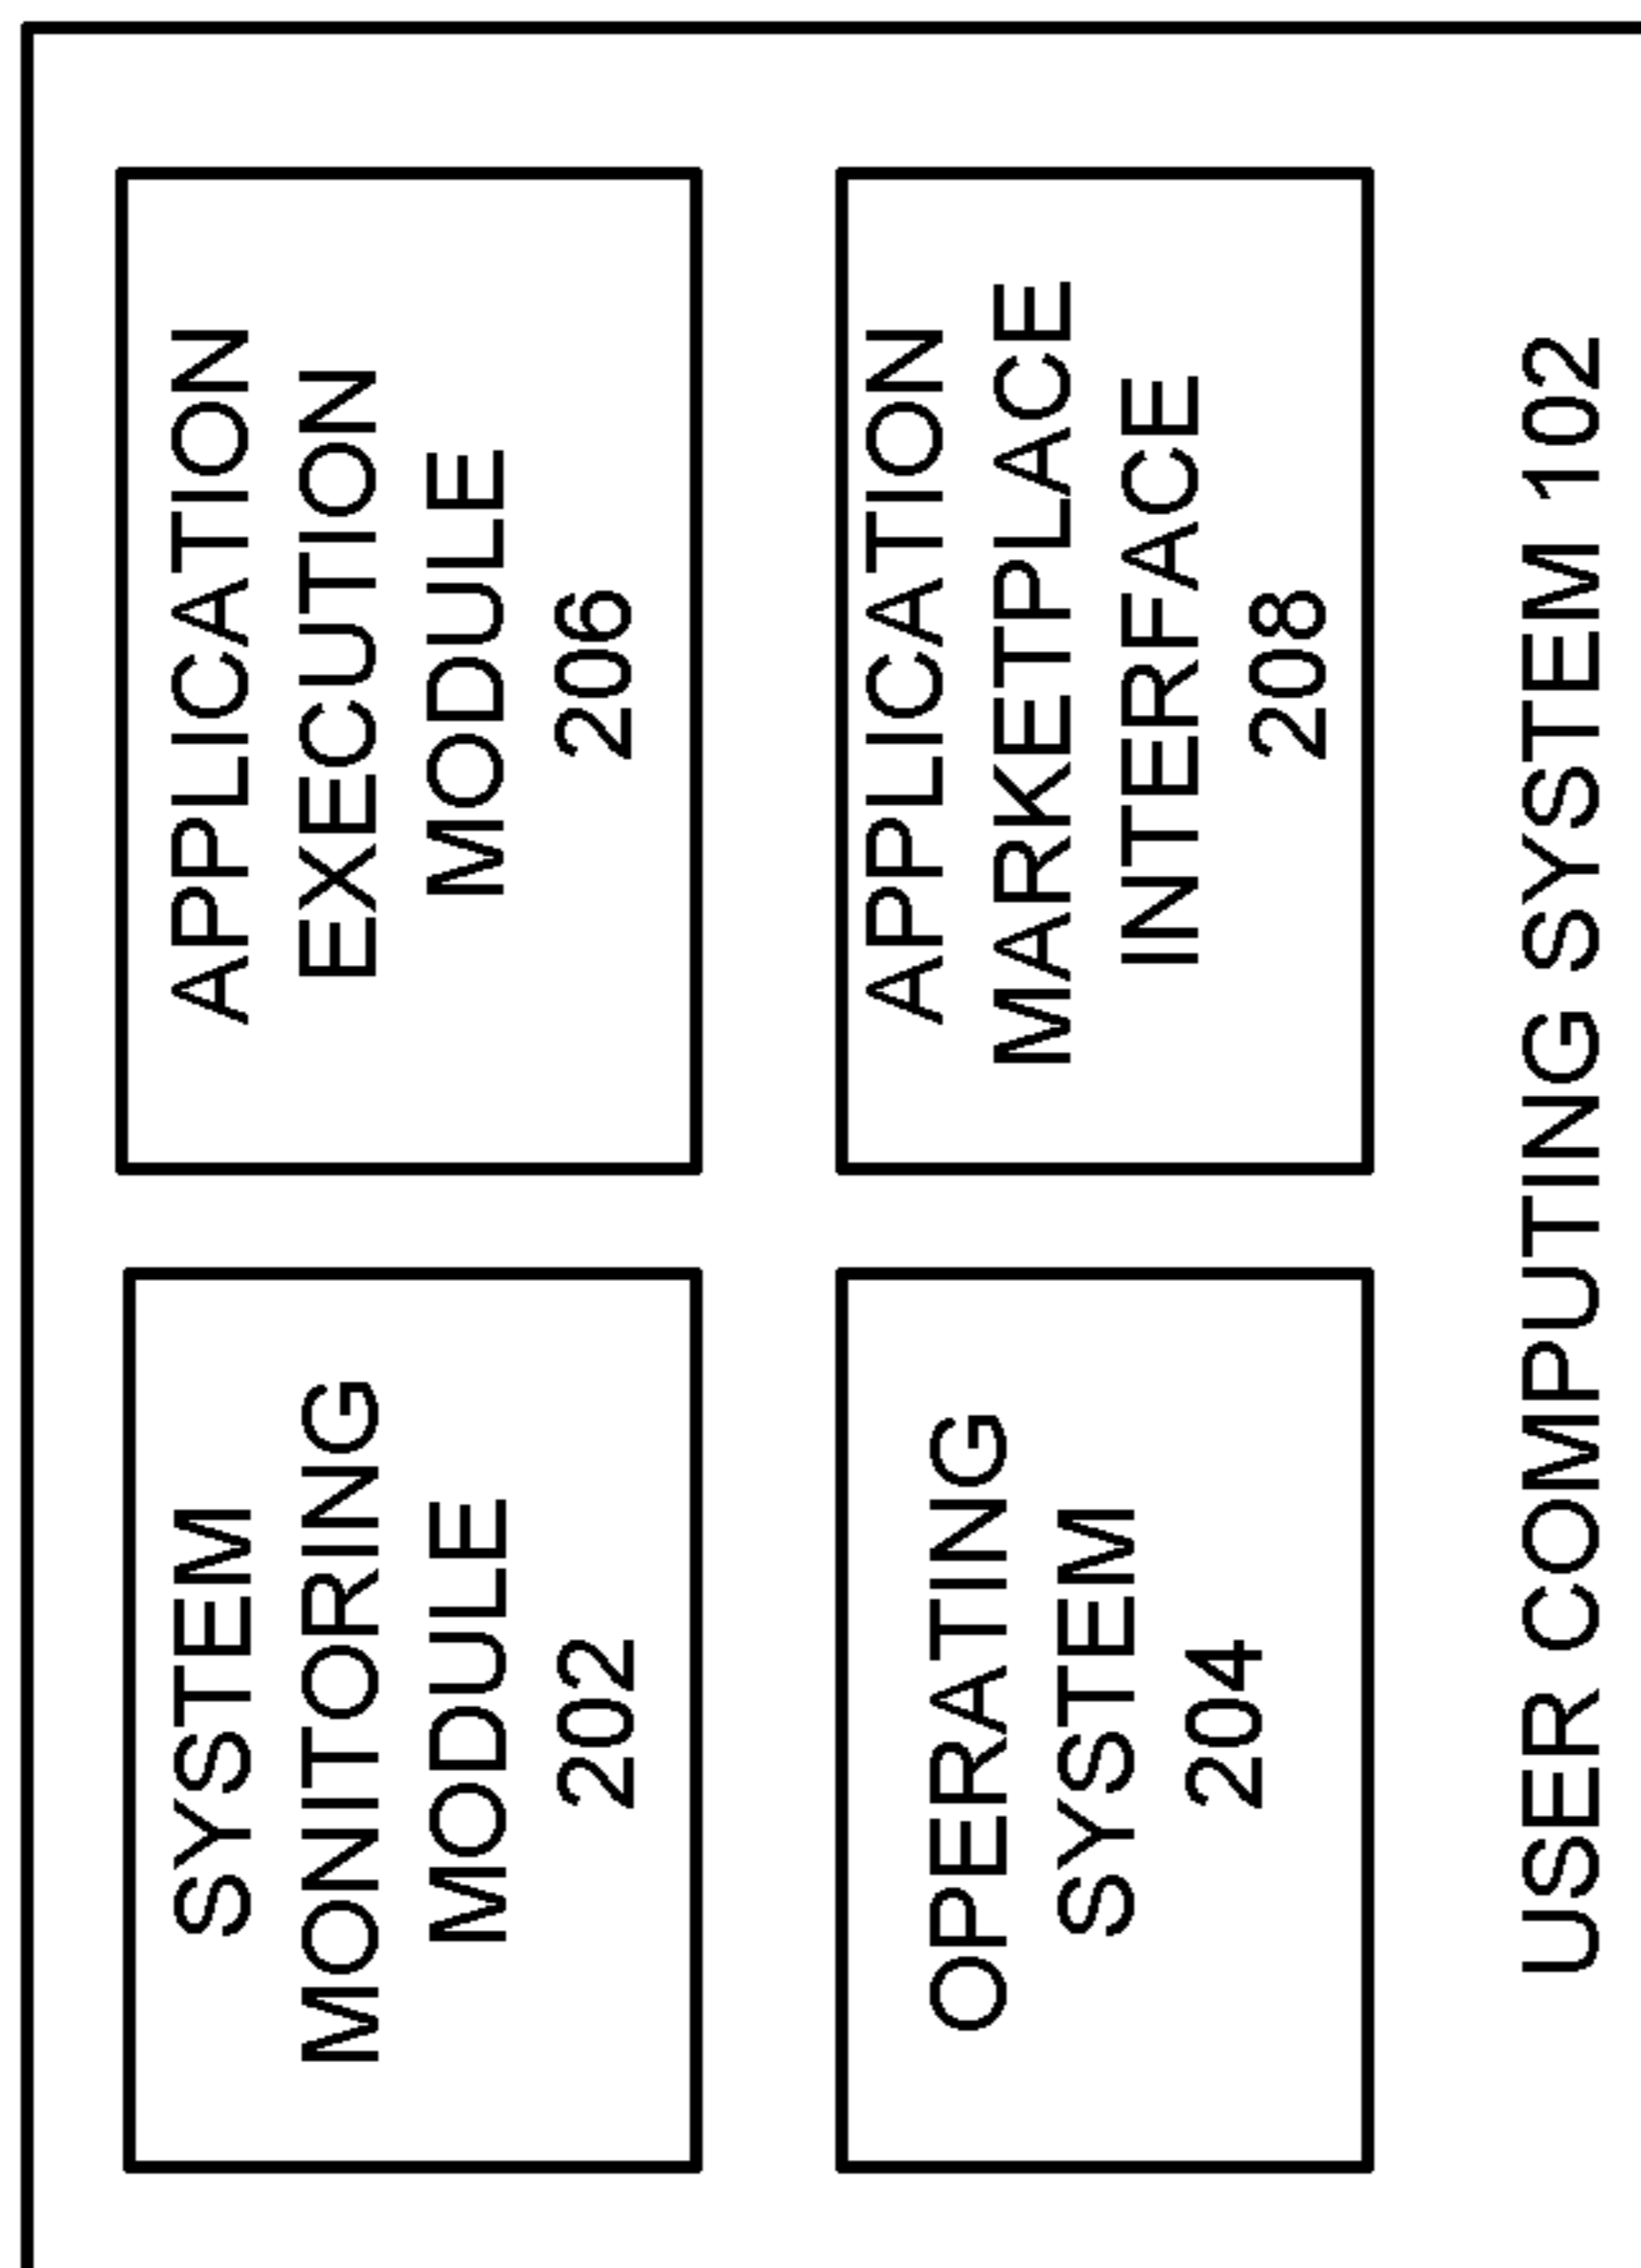 SYSTEM
MONITORING
MODULE
202
APPLICATION
EXECUTION
MODULE
206
OPERATING
SYSTEM
204
APPLICATION
MARKETPLACE
INTERFACE
208
USER COMPUTING SYSTEM 102